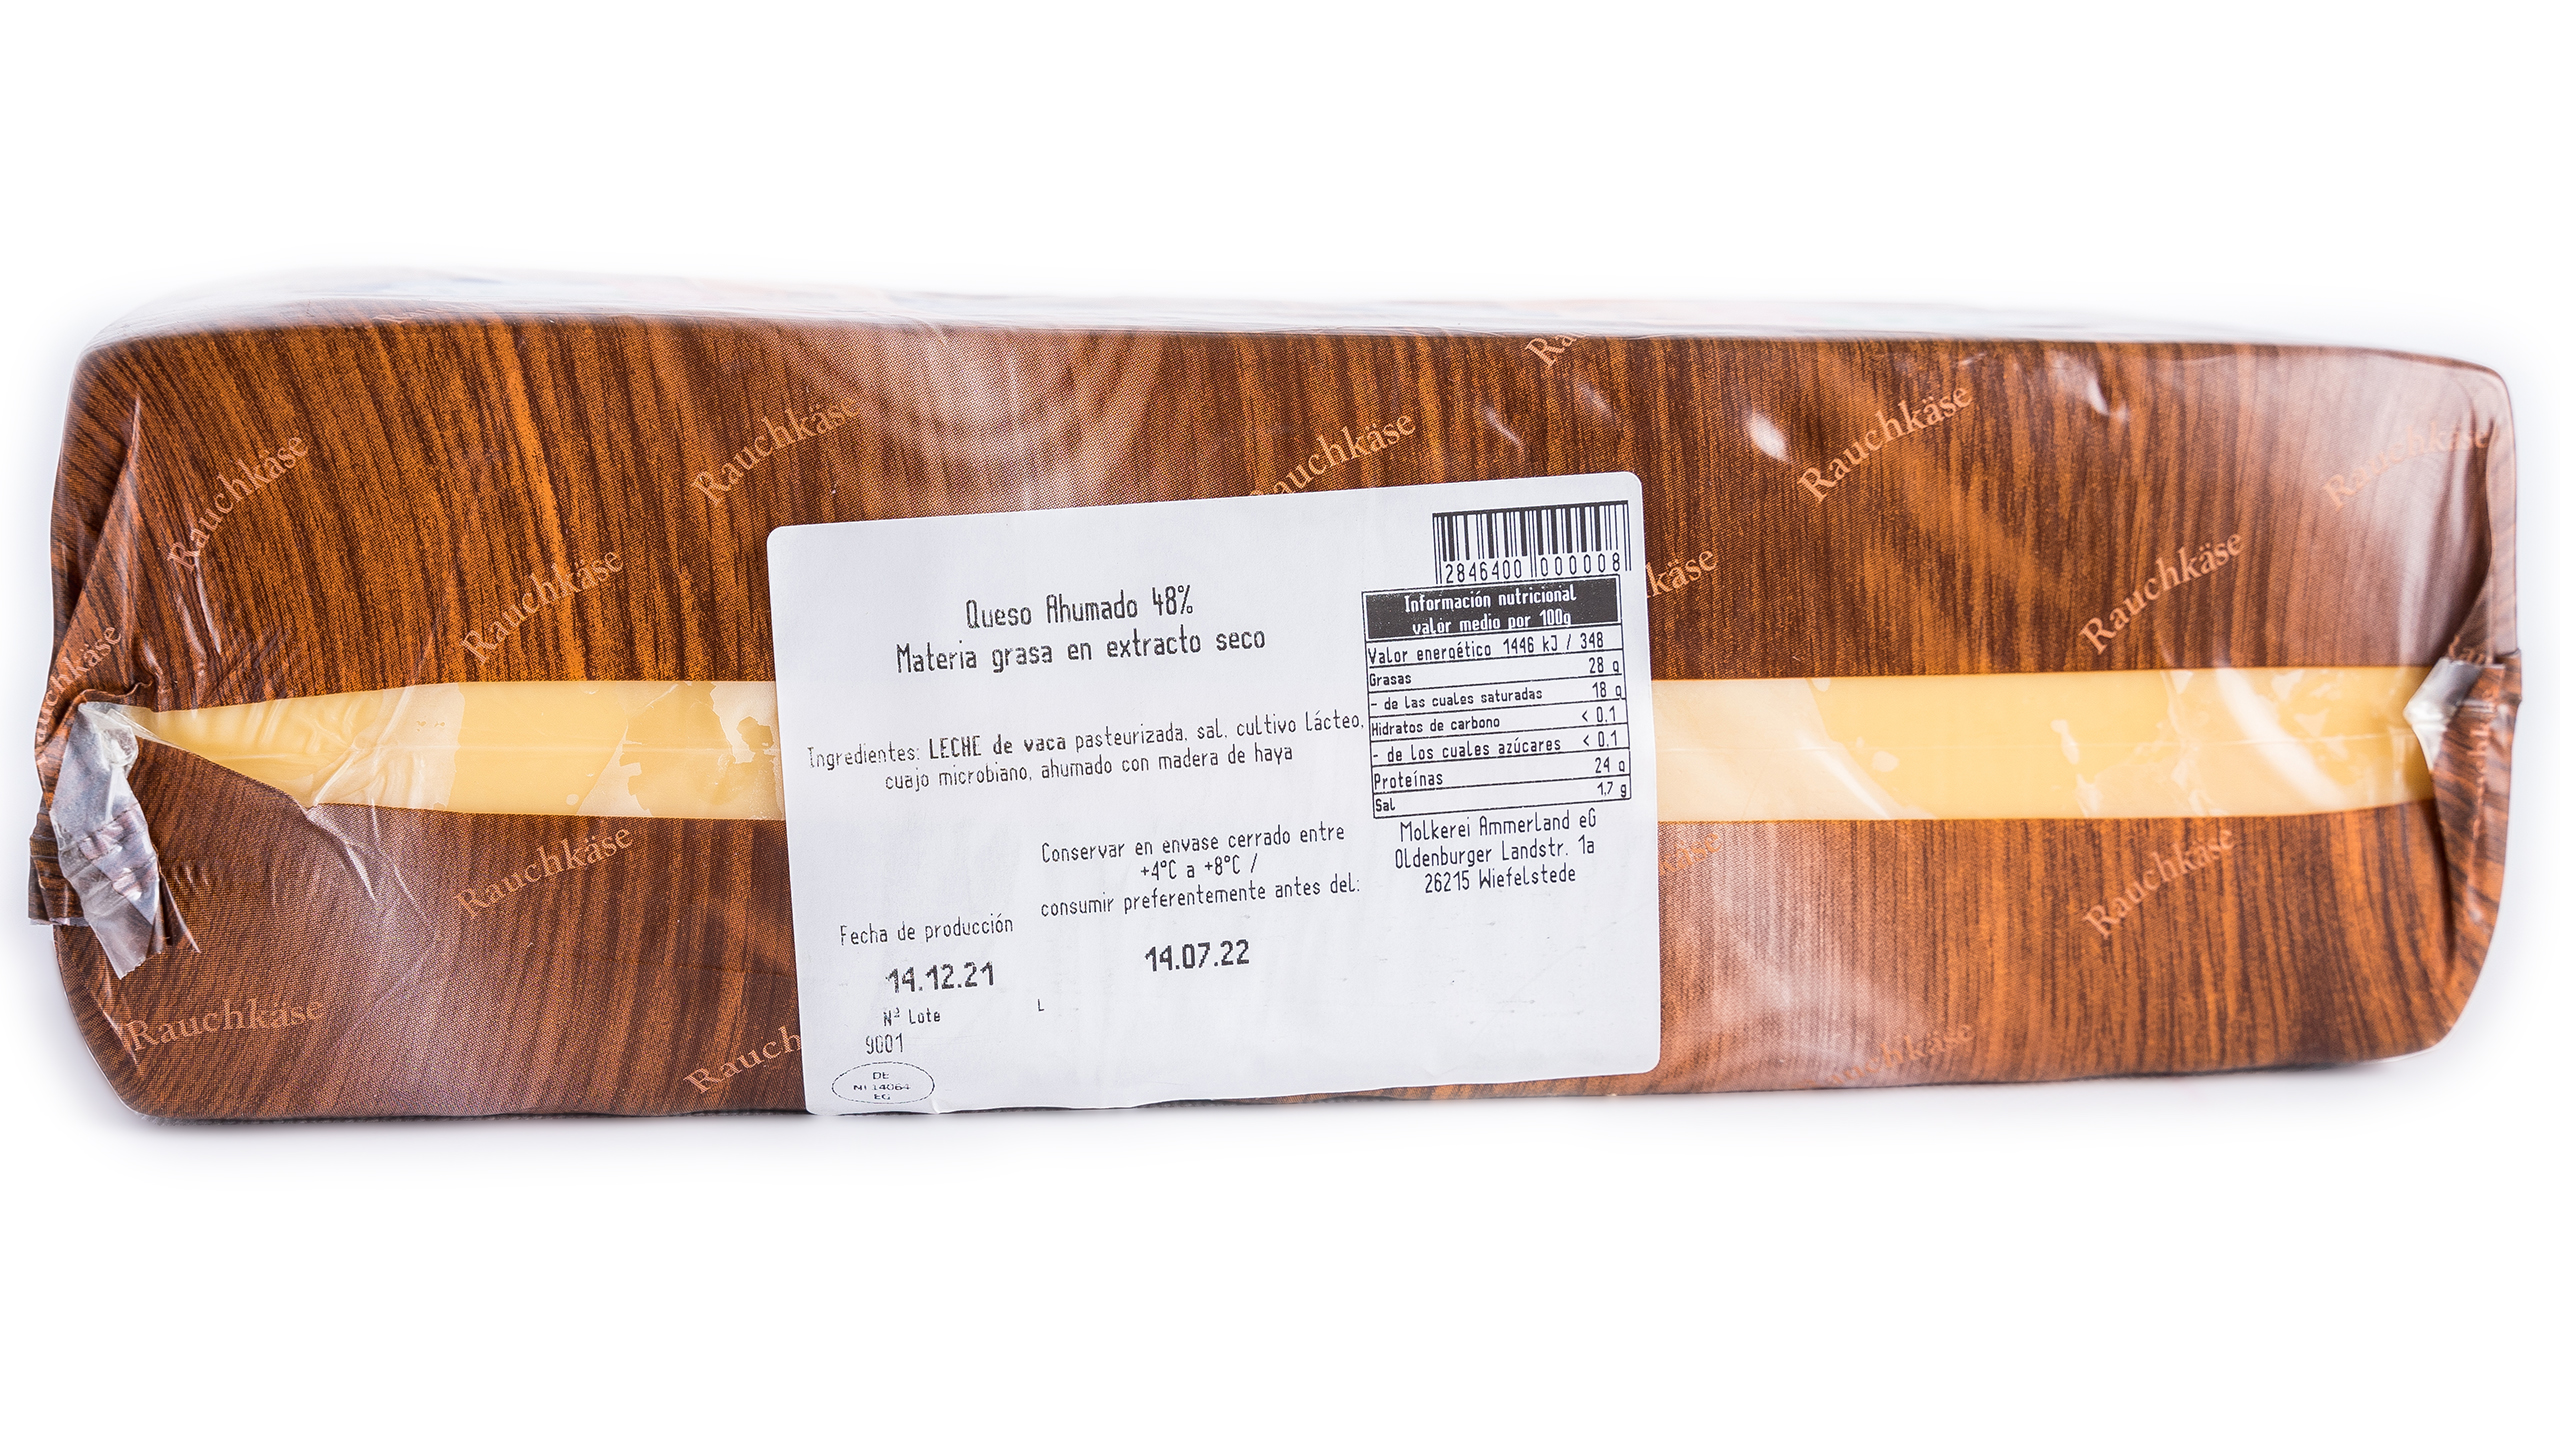 Rauchkäse
Rauchkäse
Rauchkäse
Rauchkäse
Rauchkäse
Rauchkäse
Rauchkäse
2846400 000008
Queso Ahumado 48%
Materia grasa en extracto seco
Ingredientes: LECHE de vaca pasteurizada, sal, cultivo Lácteo,
cuajo microbiano, ahumado con madera de haya
Información nutricional
valor medio por 100g
Valor energético 1446 kJ / 348
Grasas 28 g
- de las cuales saturadas 18 g
Hidratos de carbono < 0,1
- de los cuales azúcares < 0,1
Proteínas 24 g
Sal 1,7 g
Molkerei Ammerland eG
Oldenburger Landstr. 1a
26215 Wiefelstede
Conservar en envase cerrado entre
+4°C a +8°C /
consumir preferentemente antes del:
14.07.22
Fecha de producción
14.12.21
Nº Lote L
9001
DE
NI 14064
EG
Rauchkäse
Rauchkäse
Rauchkäse
Rauch